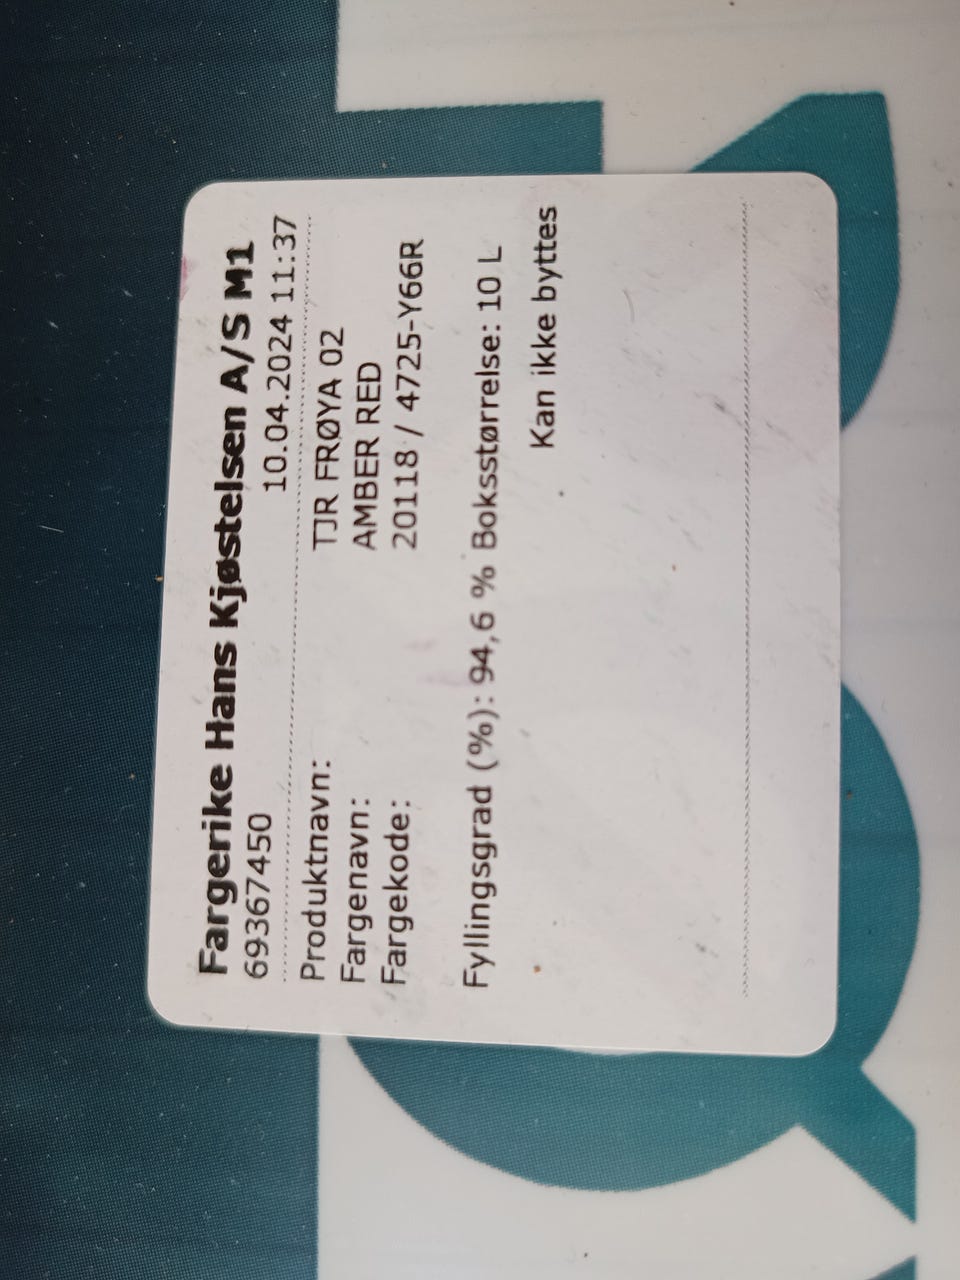 Fargerike Hans Kjøstelsen A/S M1
69367450 10.04.2024 11:37
Produktnavn: TJR FRØYA 02
Fargenavn: AMBER RED
Fargekode: 20118 / 4725-Y66R
Fyllingsgrad (%): 94,6 % Boksstørrelse: 10 L
Kan ikke byttes